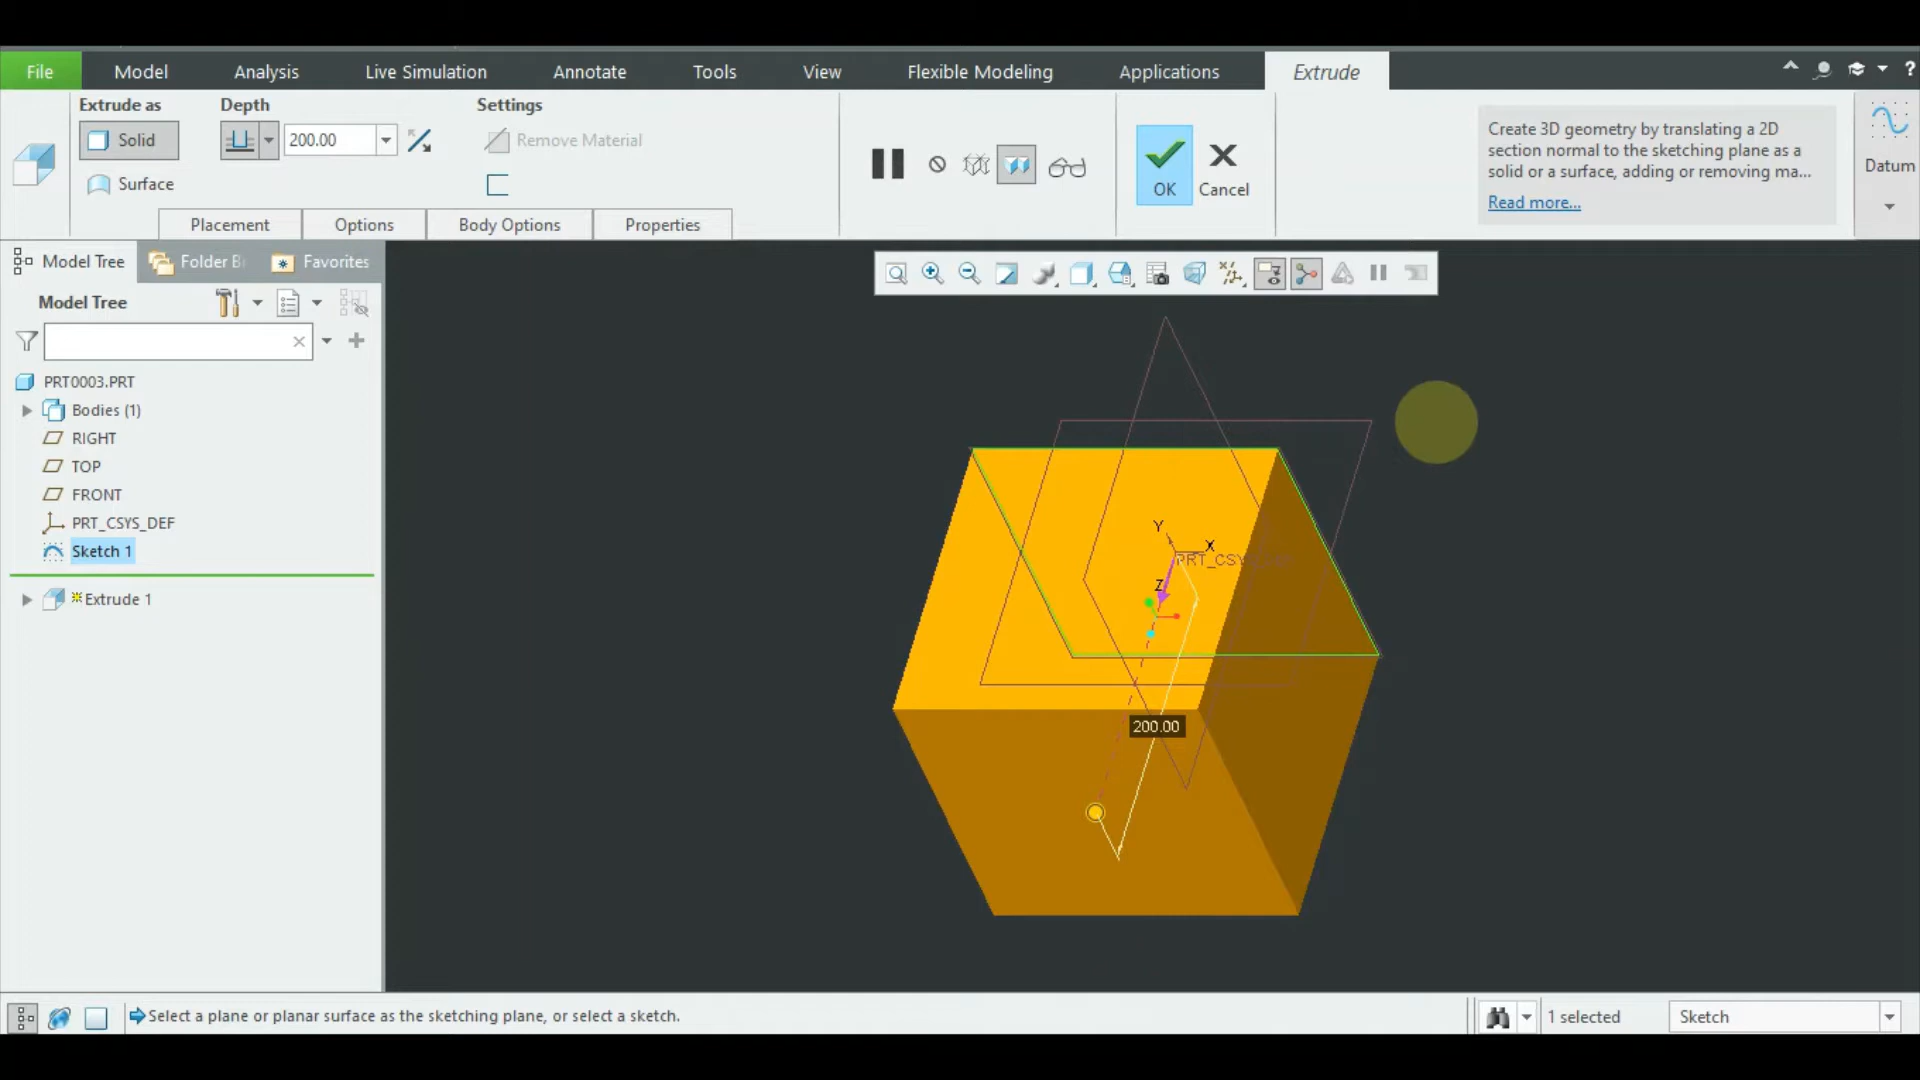 File Model Analysis Live Simulation Annotate Tools View Flexible Modeling Applications Extrude ?
Extrude as Depth Settings
Solid 200.00 Remove Material
Surface
OK Cancel
Create 3D geometry by translating a 2D
section normal to the sketching plane as a
solid or a surface, adding or removing ma...
Read more...
Datum
Placement Options Body Options Properties
Model Tree Folder B Favorites
Model Tree
PRT0003.PRT
Bodies (1)
RIGHT
TOP
FRONT
PRT_CSYS_DEF
Sketch 1
Extrude 1
Y
X
PRT_CSY
Z
200.00
Select a plane or planar surface as the sketching plane, or select a sketch.
1 selected Sketch